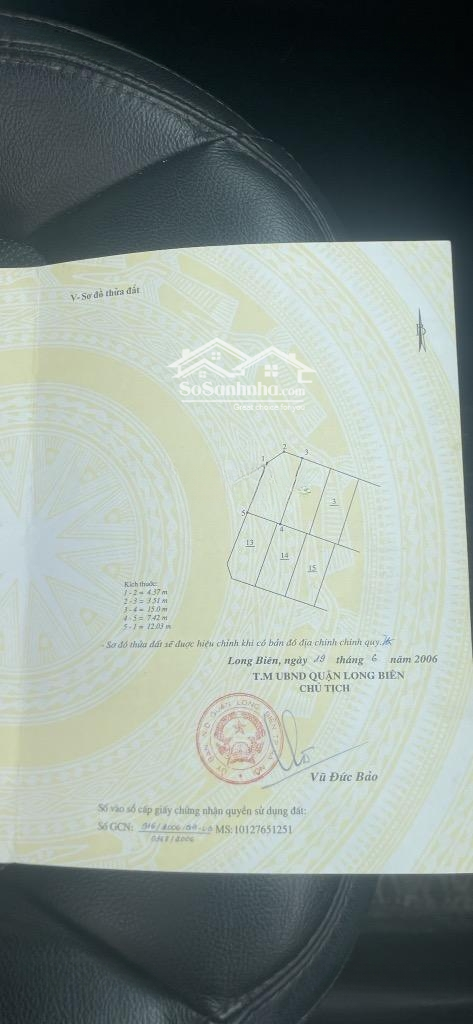 V- Sơ đồ thửa đất
B
SoSanhnha.com
2
3
1
3
5
4
13
14
15
Kích thước:
1 - 2 = 4.37 m
2 - 3 = 3.51 m
3 - 4 = 15.0 m
4 - 5 = 7.42 m
5 - 1 = 12.03 m
- Sơ đồ thửa đất sẽ được hiệu chỉnh khi có bản đồ địa chính chính quy.
Long Biên, ngày 19 tháng 6 năm 2006
T.M UBND QUẬN LONG BIÊN
CHỦ TỊCH
Vũ Đức Bảo
Số vào sổ cấp giấy chứng nhận quyền sử dụng đất:
Số GCN: MS: 10127651251